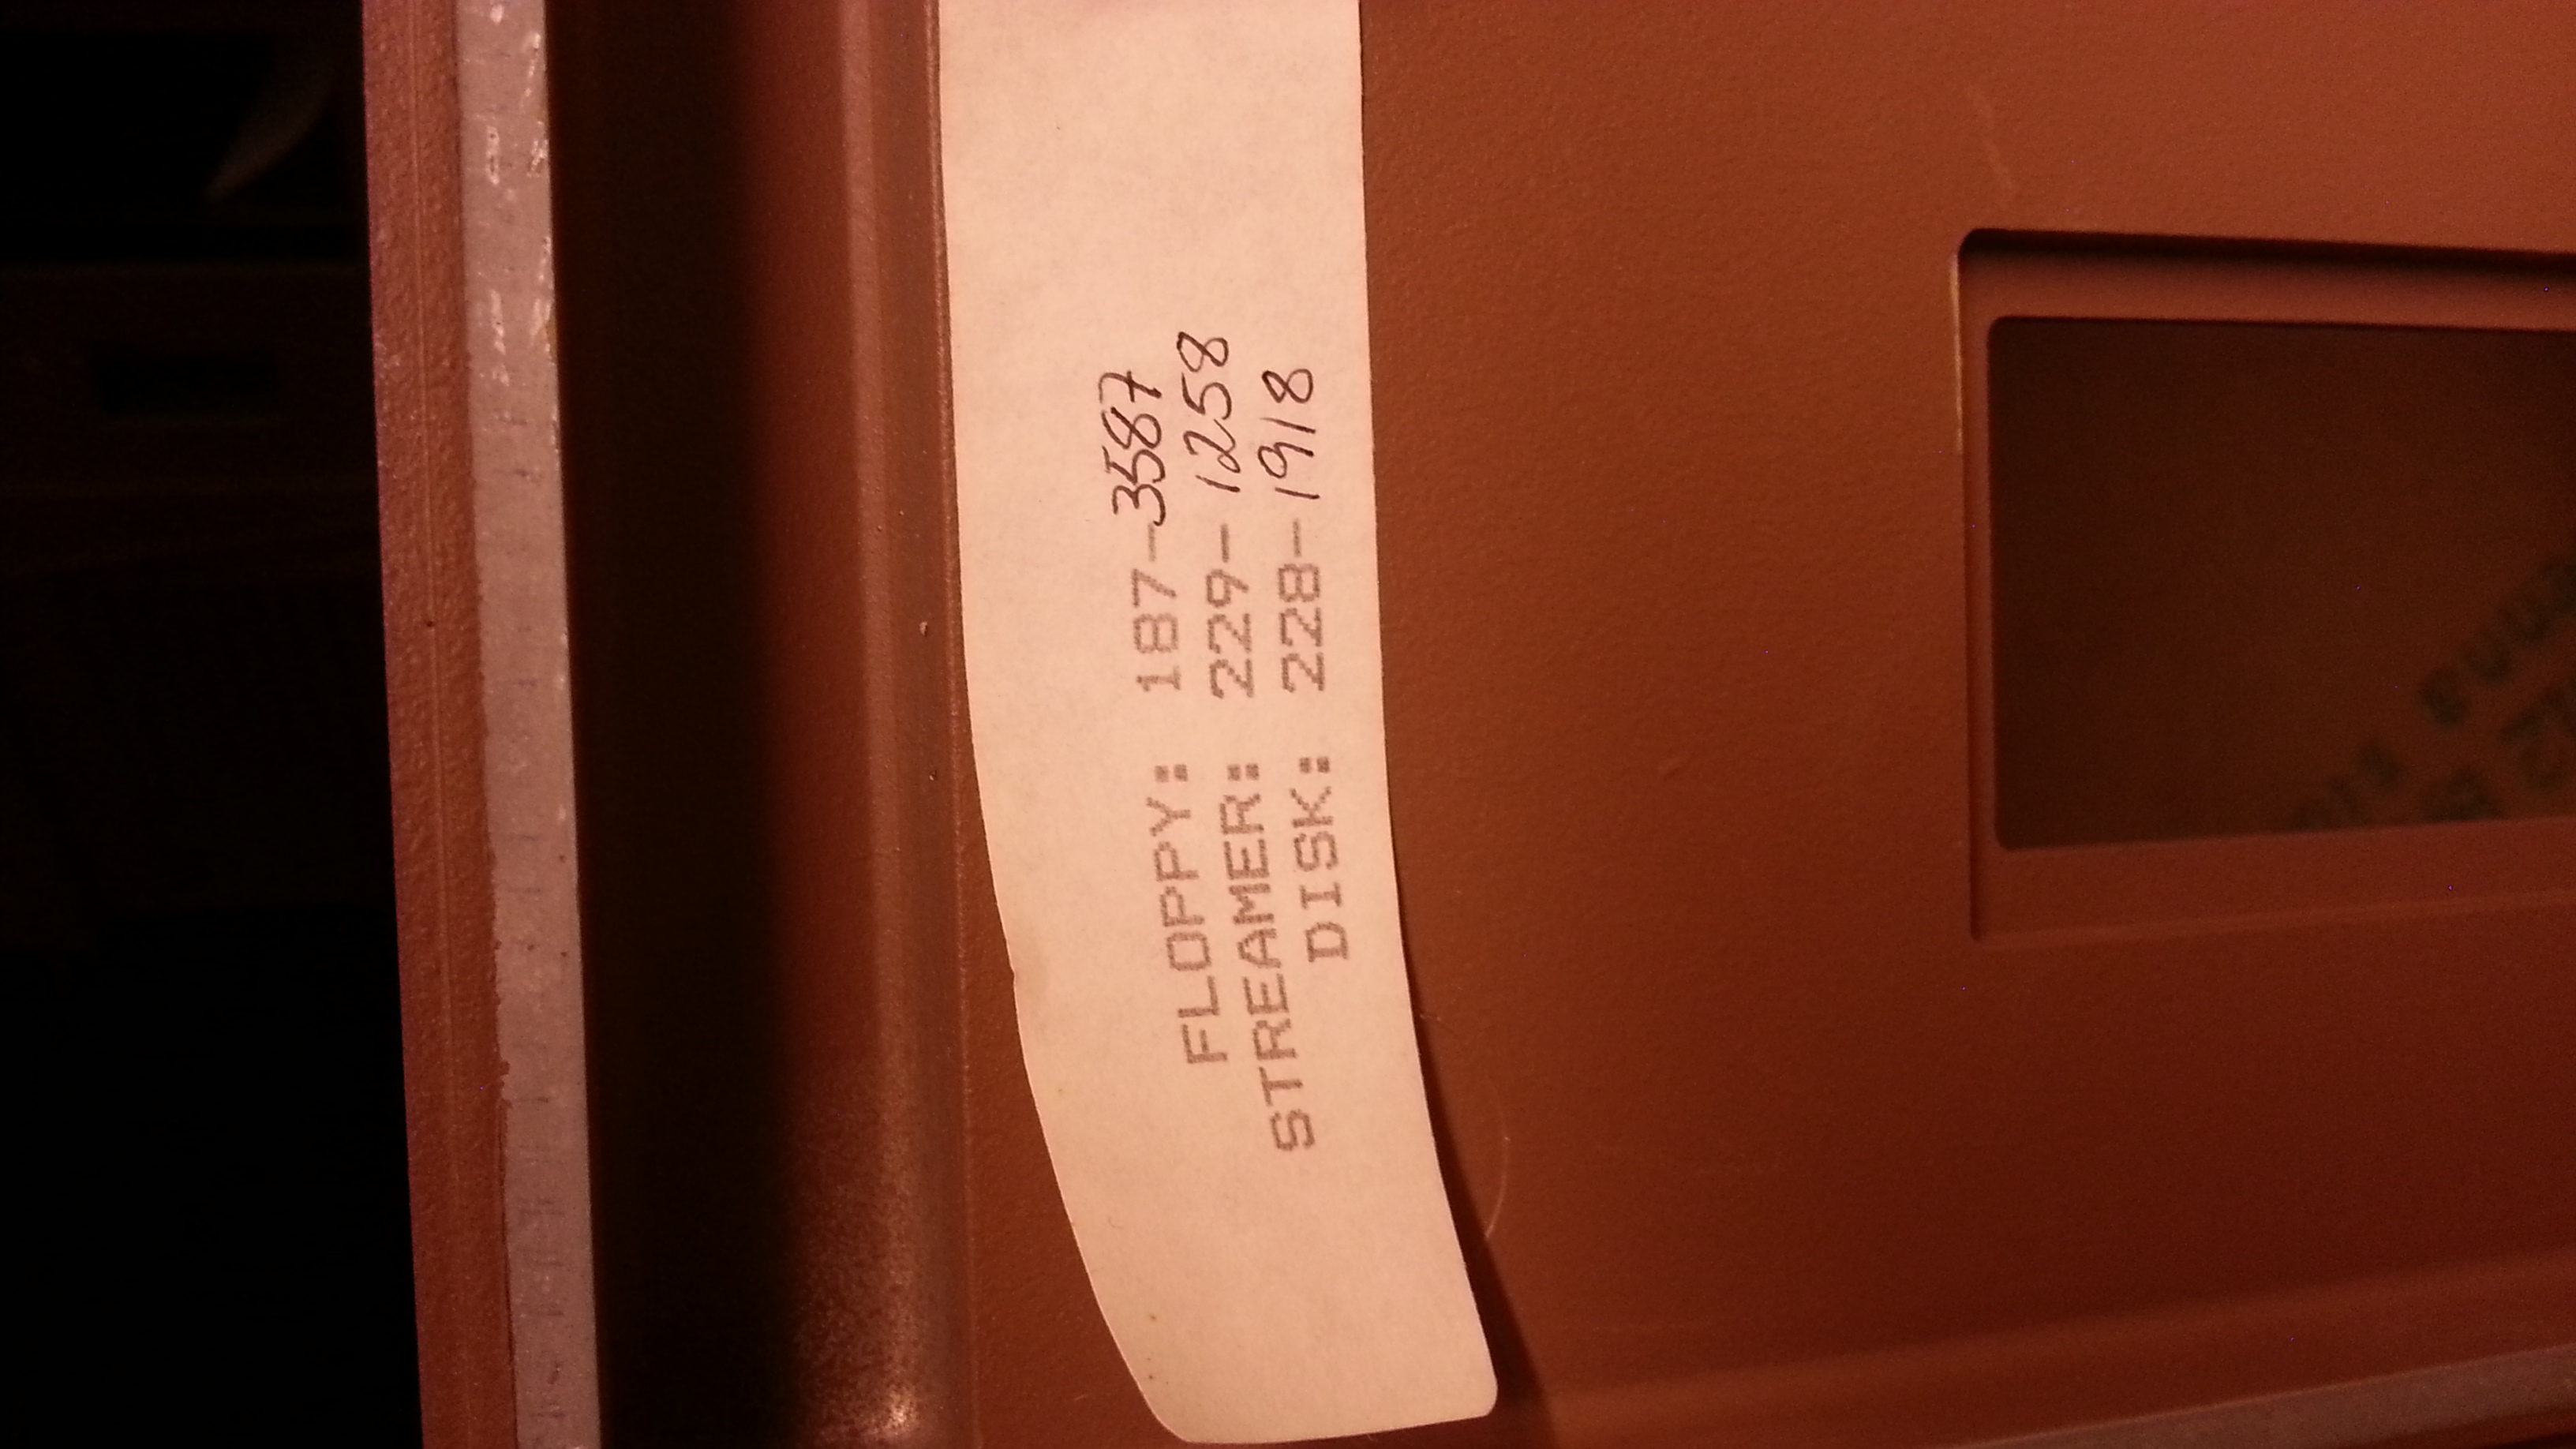 FLOPPY: 187-3587
STREAMER: 229-1258
DISK: 228-1918